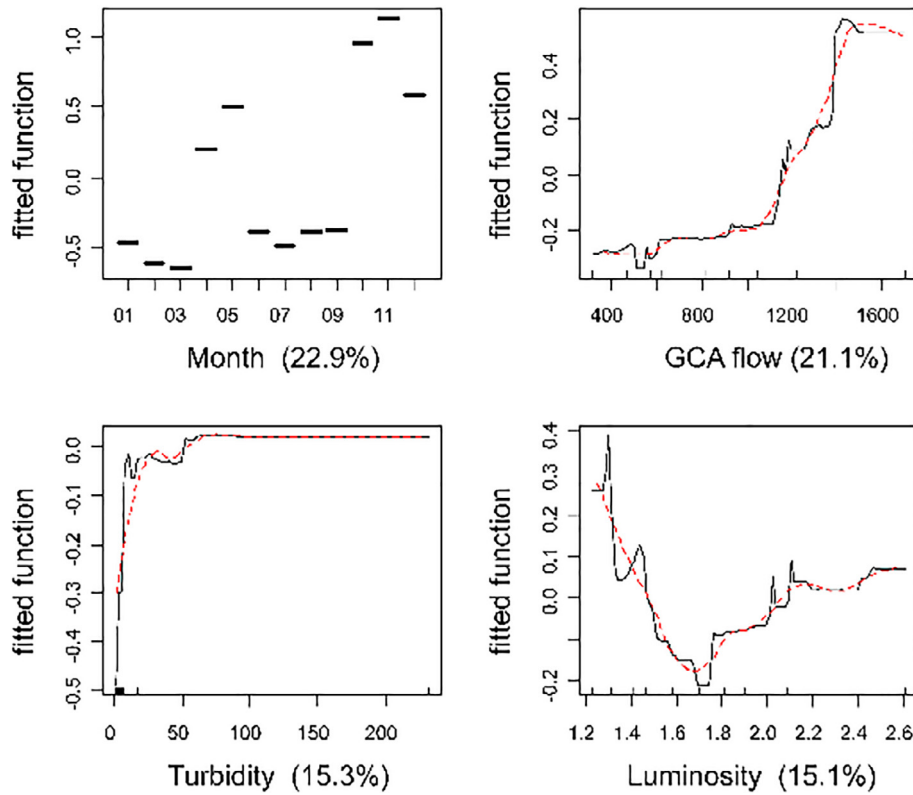 fitted function
1.0
0.5
0.0
-0.5
01 03 05 07 09 11
Month (22.9%)
fitted function
0.4
0.2
0.0
-0.2
400 800 1200 1600
GCA flow (21.1%)
fitted function
0.0
-0.1
-0.2
-0.3
-0.4
-0.5
0 50 100 150 200
Turbidity (15.3%)
fitted function
0.4
0.3
0.2
0.1
0.0
-0.2
1.2 1.4 1.6 1.8 2.0 2.2 2.4 2.6
Luminosity (15.1%)